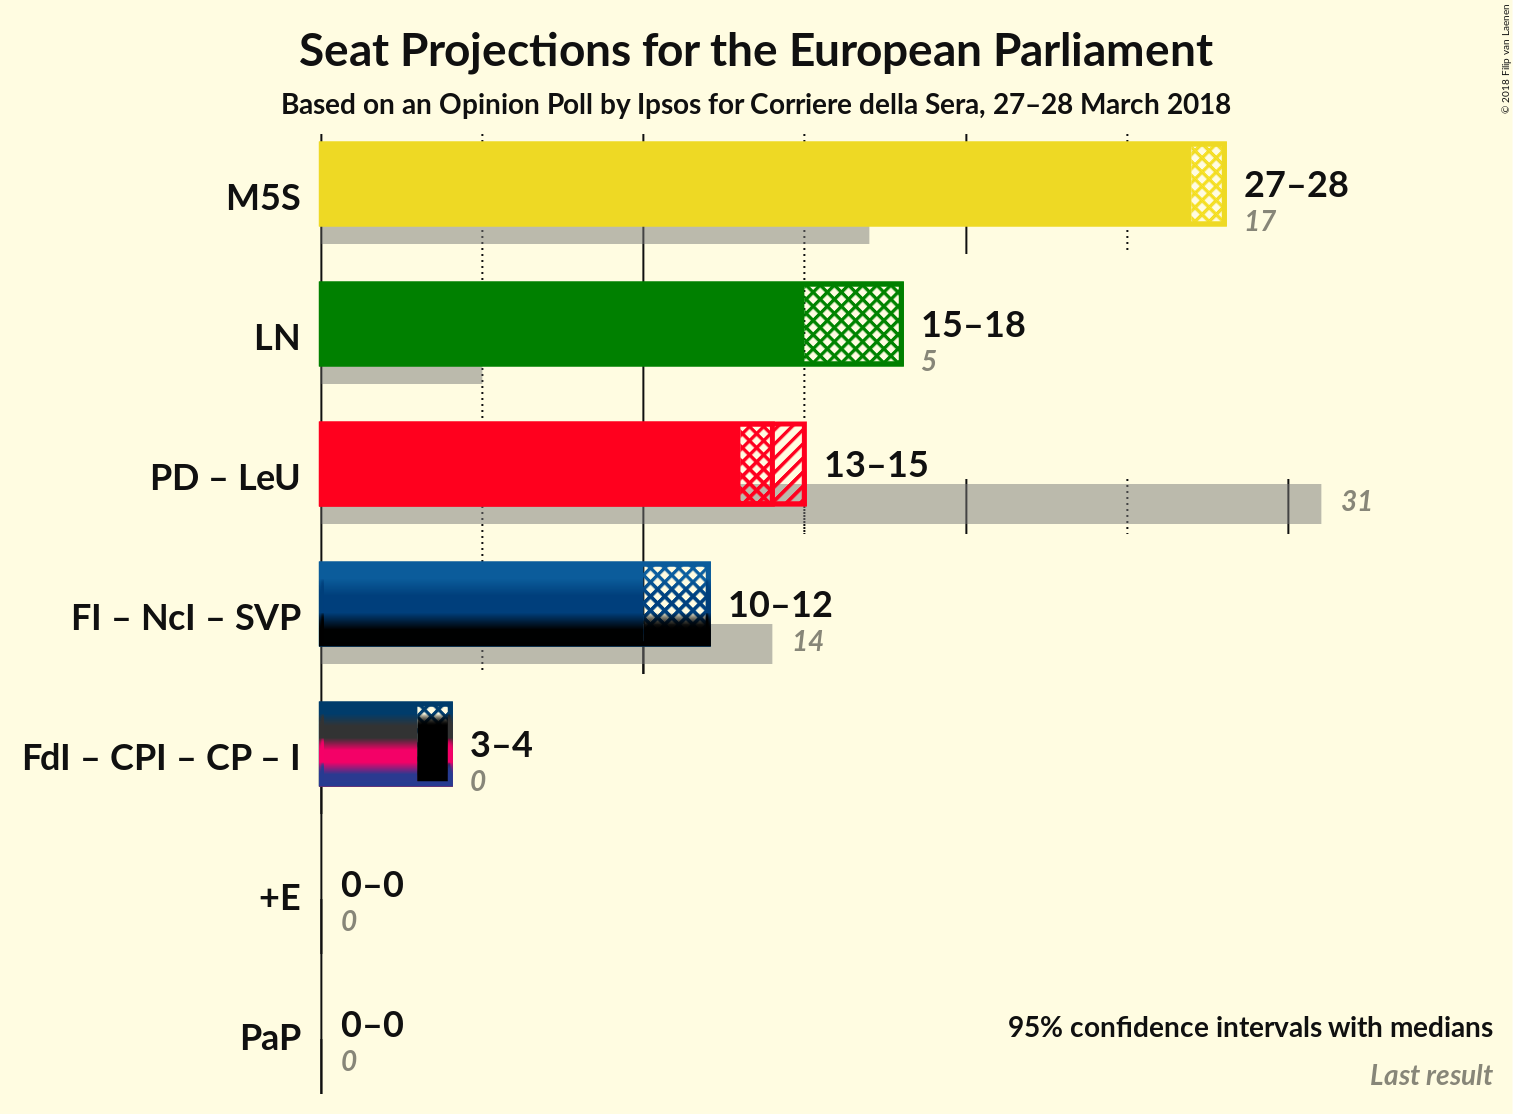 Seat Projections for the European Parliament
Based on an Opinion Poll by Ipsos for Corriere della Sera, 27–28 March 2018
© 2018 Filip van Laenen
M5S
27–28
17
LN
15–18
5
PD – LeU
13–15
31
FI – NcI – SVP
10–12
14
FdI – CPI – CP – I
3–4
0
+E
0–0
0
PaP
0–0
0
95% confidence intervals with medians
Last result